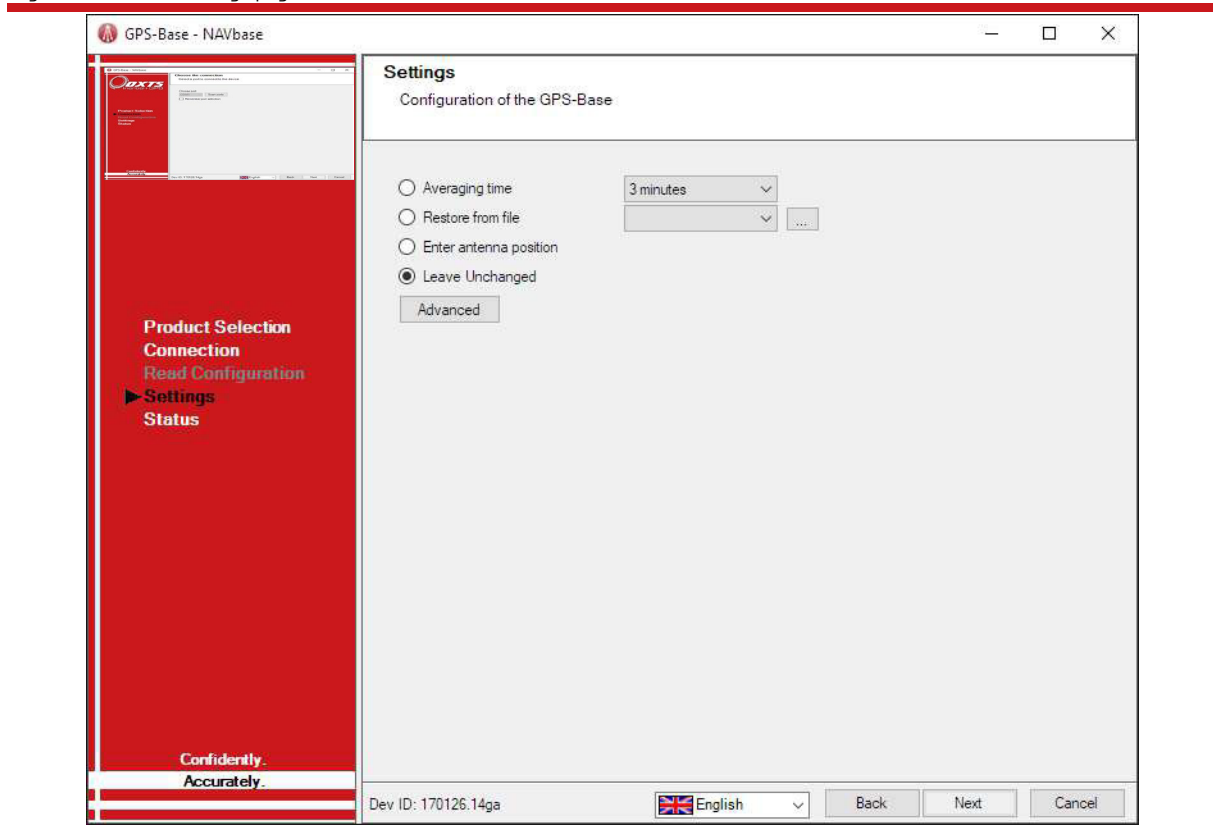 GPS-Base - NAVbase
OXTS
Settings
Configuration of the GPS-Base
Averaging time
3 minutes
Restore from file
...
Enter antenna position
Leave Unchanged
Advanced
Product Selection
Connection
Read Configuration
Settings
Status
Confidently.
Accurately.
Dev ID: 170126.14ga
English
Back
Next
Cancel